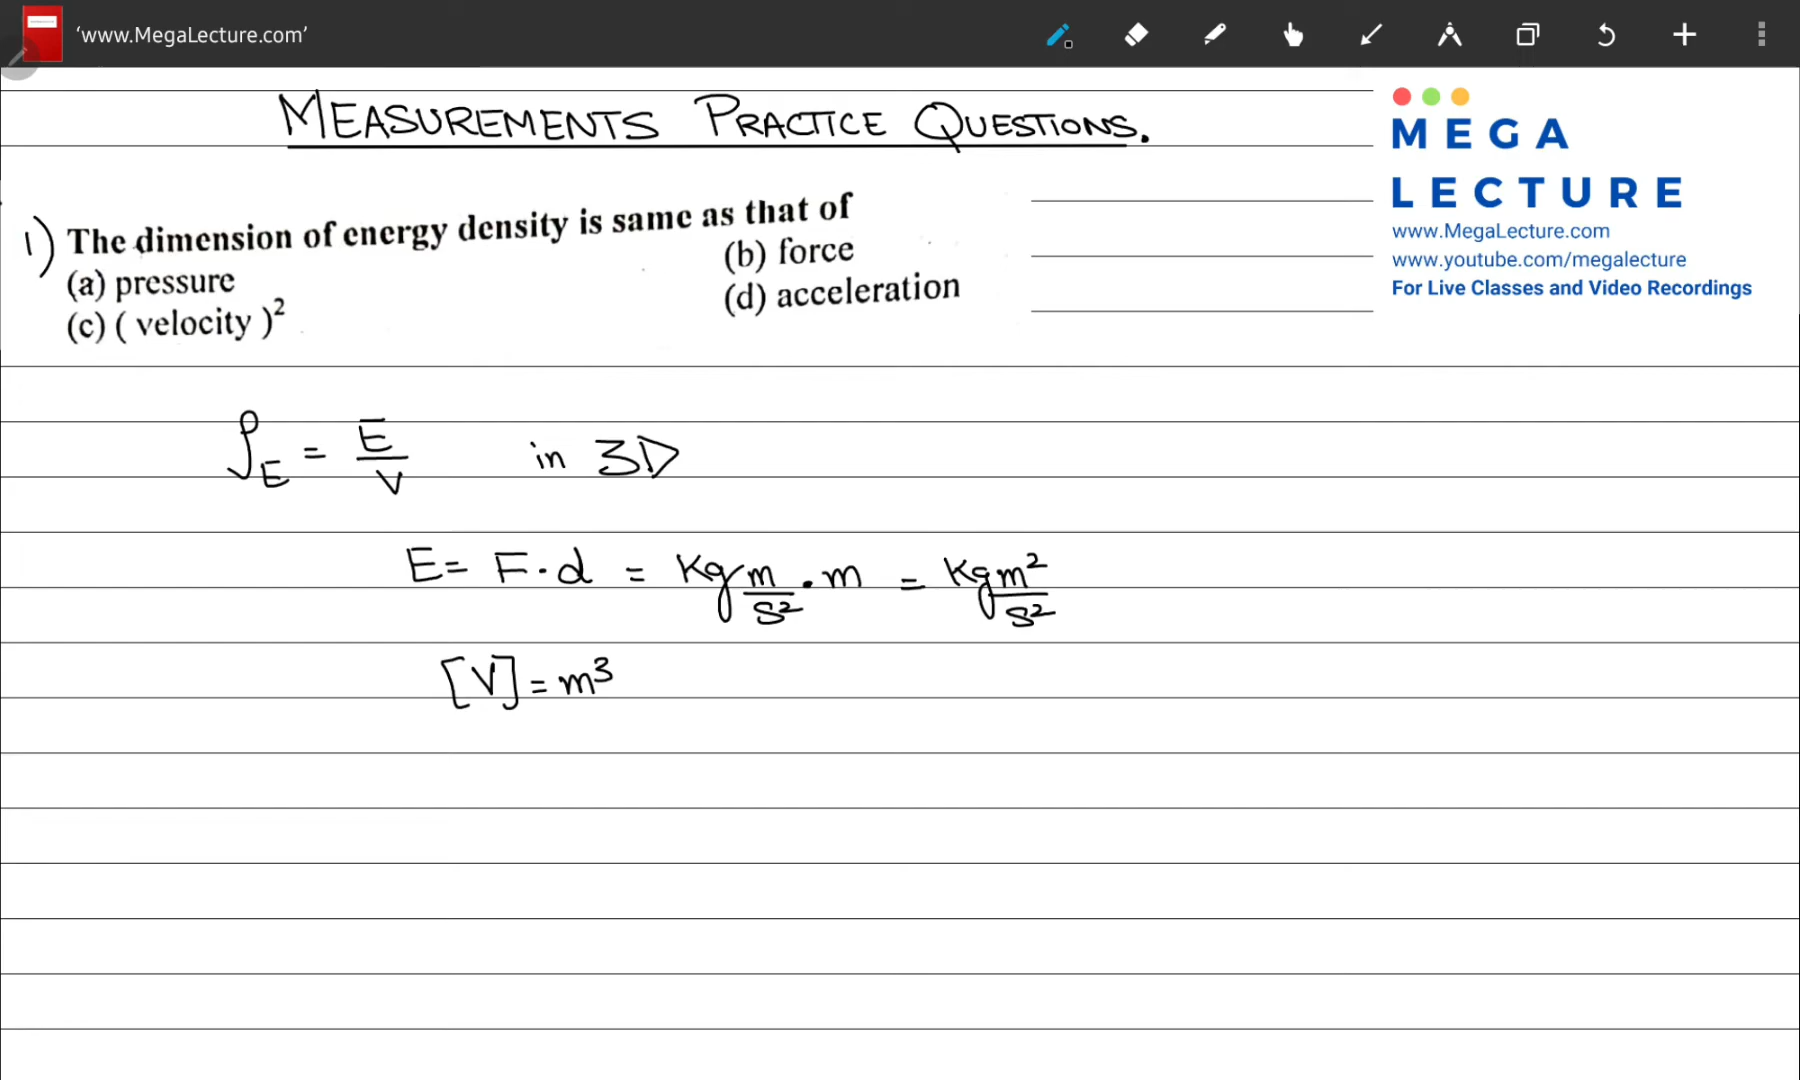 ‘www.MegaLecture.com’
MEASUREMENTS PRACTICE QUESTIONS.
MEGA
LECTURE
www.MegaLecture.com
www.youtube.com/megalecture
For Live Classes and Video Recordings
1) The dimension of energy density is same as that of
(a) pressure (b) force
(c) ( velocity )² (d) acceleration
ρ_E = E/V in 3D
E = F · d = Kg m/s² · m = Kg m²/s²
[V] = m³